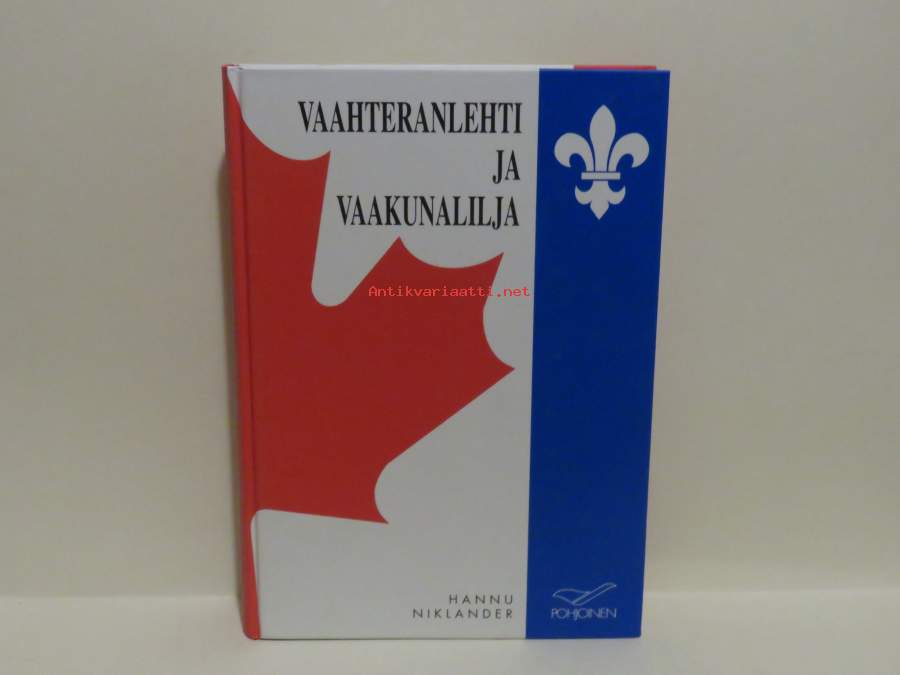 VAAHTERANLEHTI
JA
VAAKUNALILJA
Antikvariaatti.net
HANNU
NIKLANDER
POHJOINEN